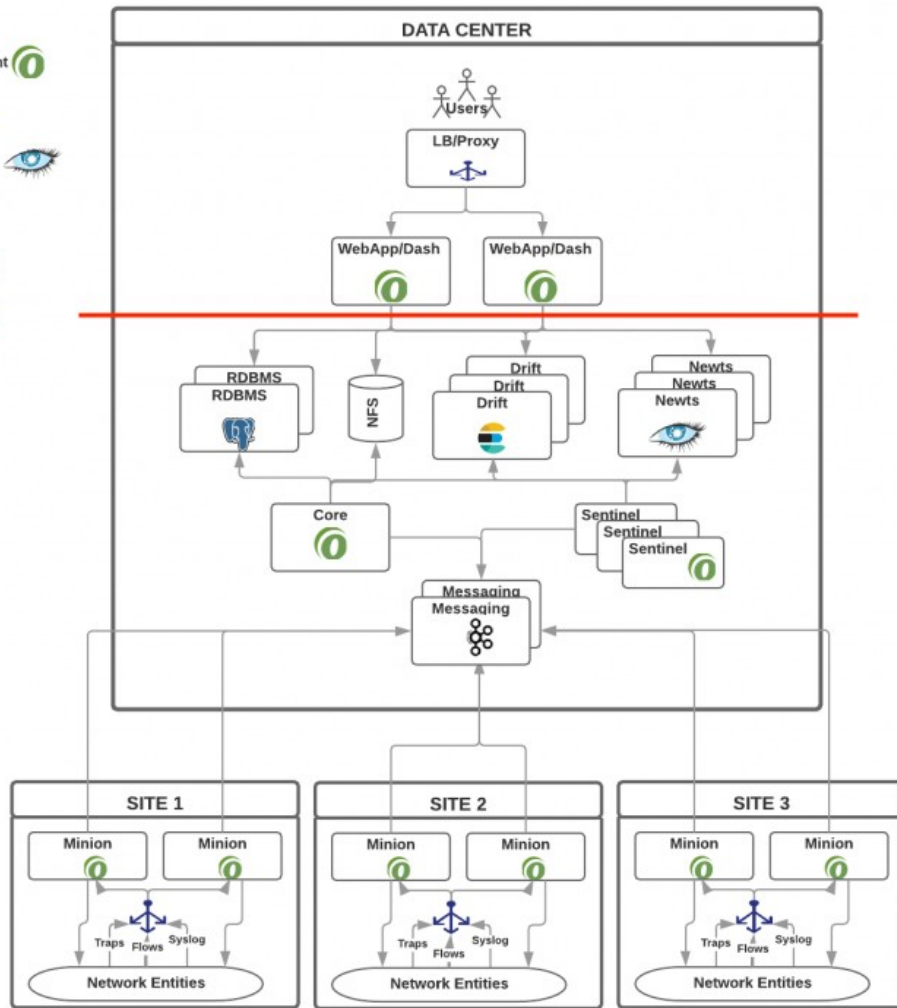 DATA CENTER
nt
Users
LB/Proxy
WebApp/Dash
WebApp/Dash
RDBMS
RDBMS
NFS
Drift
Drift
Drift
Newts
Newts
Newts
Core
Sentinel
Sentinel
Sentinel
Messaging
Messaging
SITE 1
Minion
Minion
Traps
Flows
Syslog
Network Entities
SITE 2
Minion
Minion
Traps
Flows
Syslog
Network Entities
SITE 3
Minion
Minion
Traps
Flows
Syslog
Network Entities